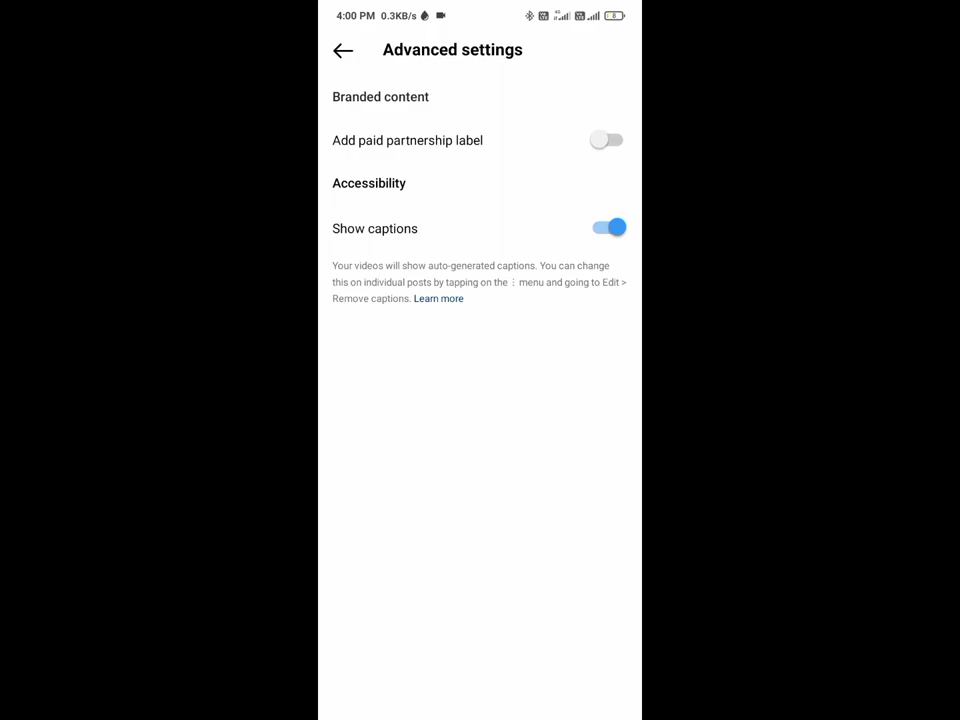 4:00 PM 0.3KB/s
Advanced settings
Branded content
Add paid partnership label
Accessibility
Show captions
Your videos will show auto-generated captions. You can change
this on individual posts by tapping on the ⋮ menu and going to Edit >
Remove captions. Learn more